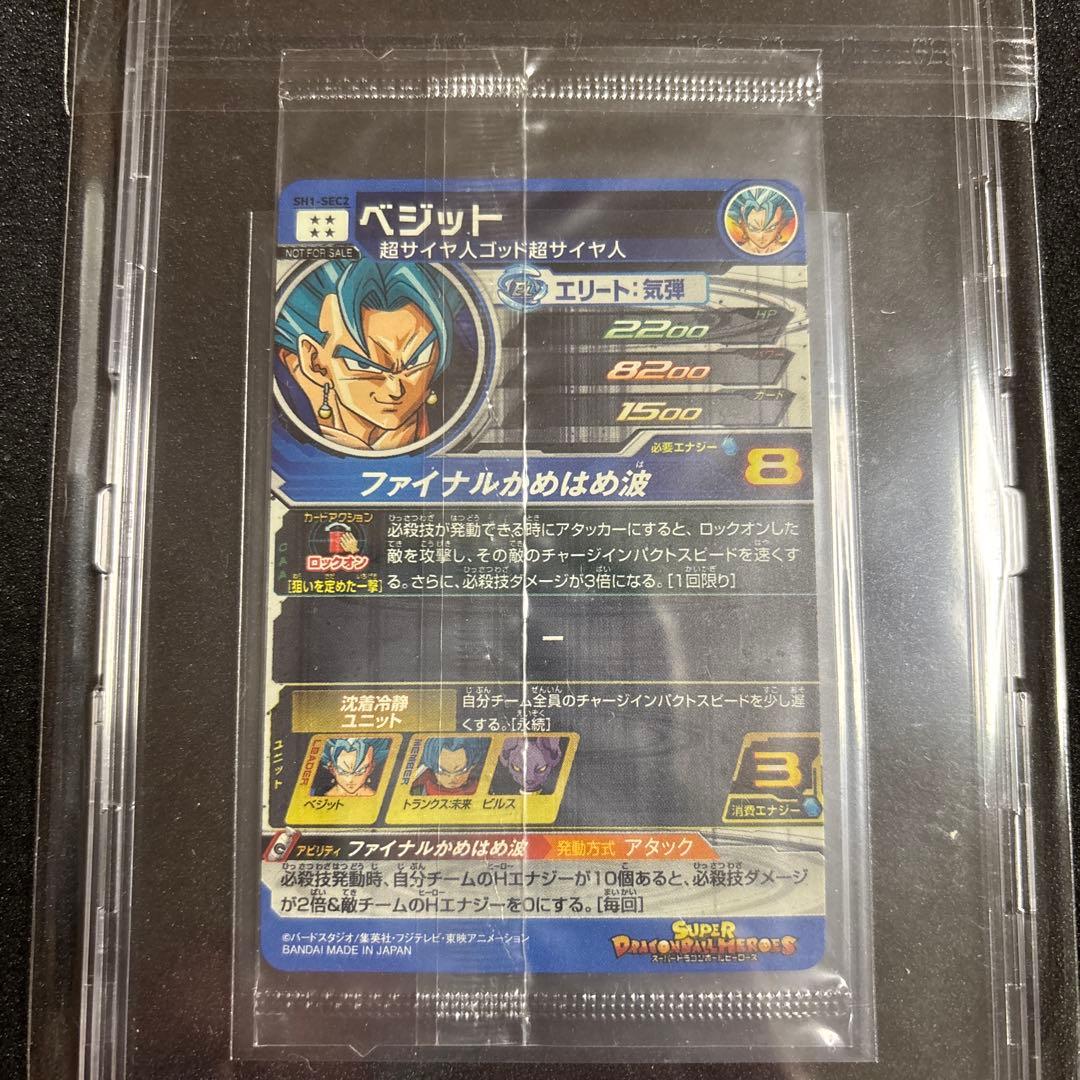 SH1-SEC2
NOT FOR SALE
ベジット
超サイヤ人ゴッド超サイヤ人
エリート:気弾
HP
2200
パワー
8200
ガード
1500
必要エナジー
8
ファイナルかめはめ波
カードアクション
ロックオン
[狙いを定めた一撃]
必殺技が発動できる時にアタッカーにすると、ロックオンした
敵を攻撃し、その敵のチャージインパクトスピードを速くす
る。さらに、必殺技ダメージが3倍になる。[1回限り]
ー
沈着冷静
ユニット
自分チーム全員のチャージインパクトスピードを少し遅
くする。[永続]
ユニット
LEADER
ベジット
MEMBER
トランクス:未来
ビルス
3
消費エナジー
アビリティ ファイナルかめはめ波 発動方式 アタック
必殺技発動時、自分チームのHエナジーが10個あると、必殺技ダメージ
が2倍&敵チームのHエナジーを0にする。[毎回]
©バードスタジオ/集英社・フジテレビ・東映アニメーション
BANDAI MADE IN JAPAN
SUPER
DRAGONBALL HEROES
スーパードラゴンボールヒーローズ